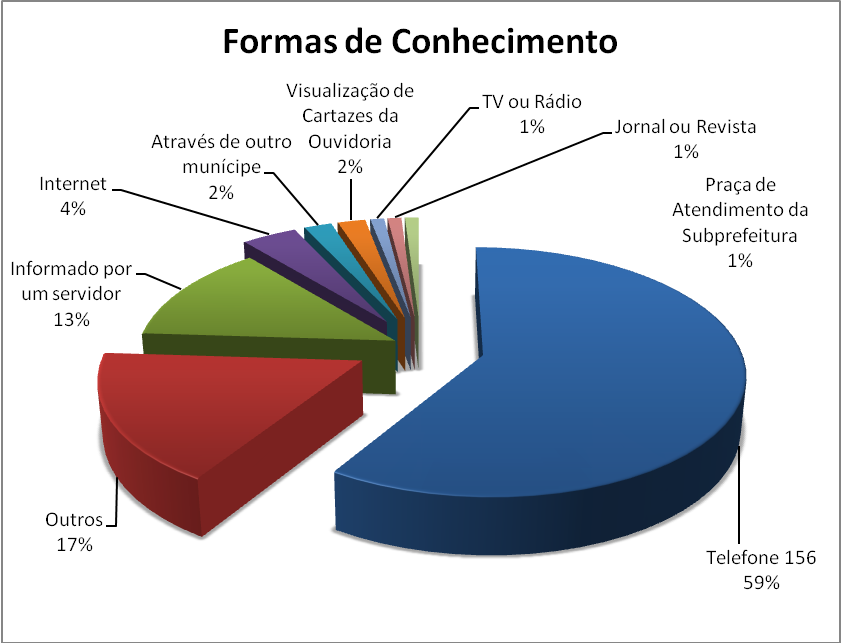 Formas de Conhecimento
Visualização de
Cartazes da
Ouvidoria
2%
TV ou Rádio
1%
Jornal ou Revista
1%
Através de outro
munícipe
2%
Praça de
Atendimento da
Subprefeitura
1%
Internet
4%
Informado por
um servidor
13%
Outros
17%
Telefone 156
59%